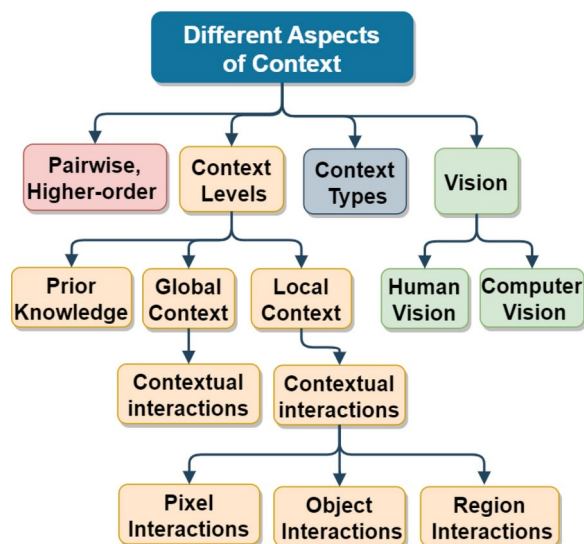 Different Aspects
of Context
Pairwise,
Higher-order
Context
Levels
Context
Types
Vision
Prior
Knowledge
Global
Context
Local
Context
Human
Vision
Computer
Vision
Contextual
interactions
Contextual
interactions
Pixel
Interactions
Object
Interactions
Region
Interactions